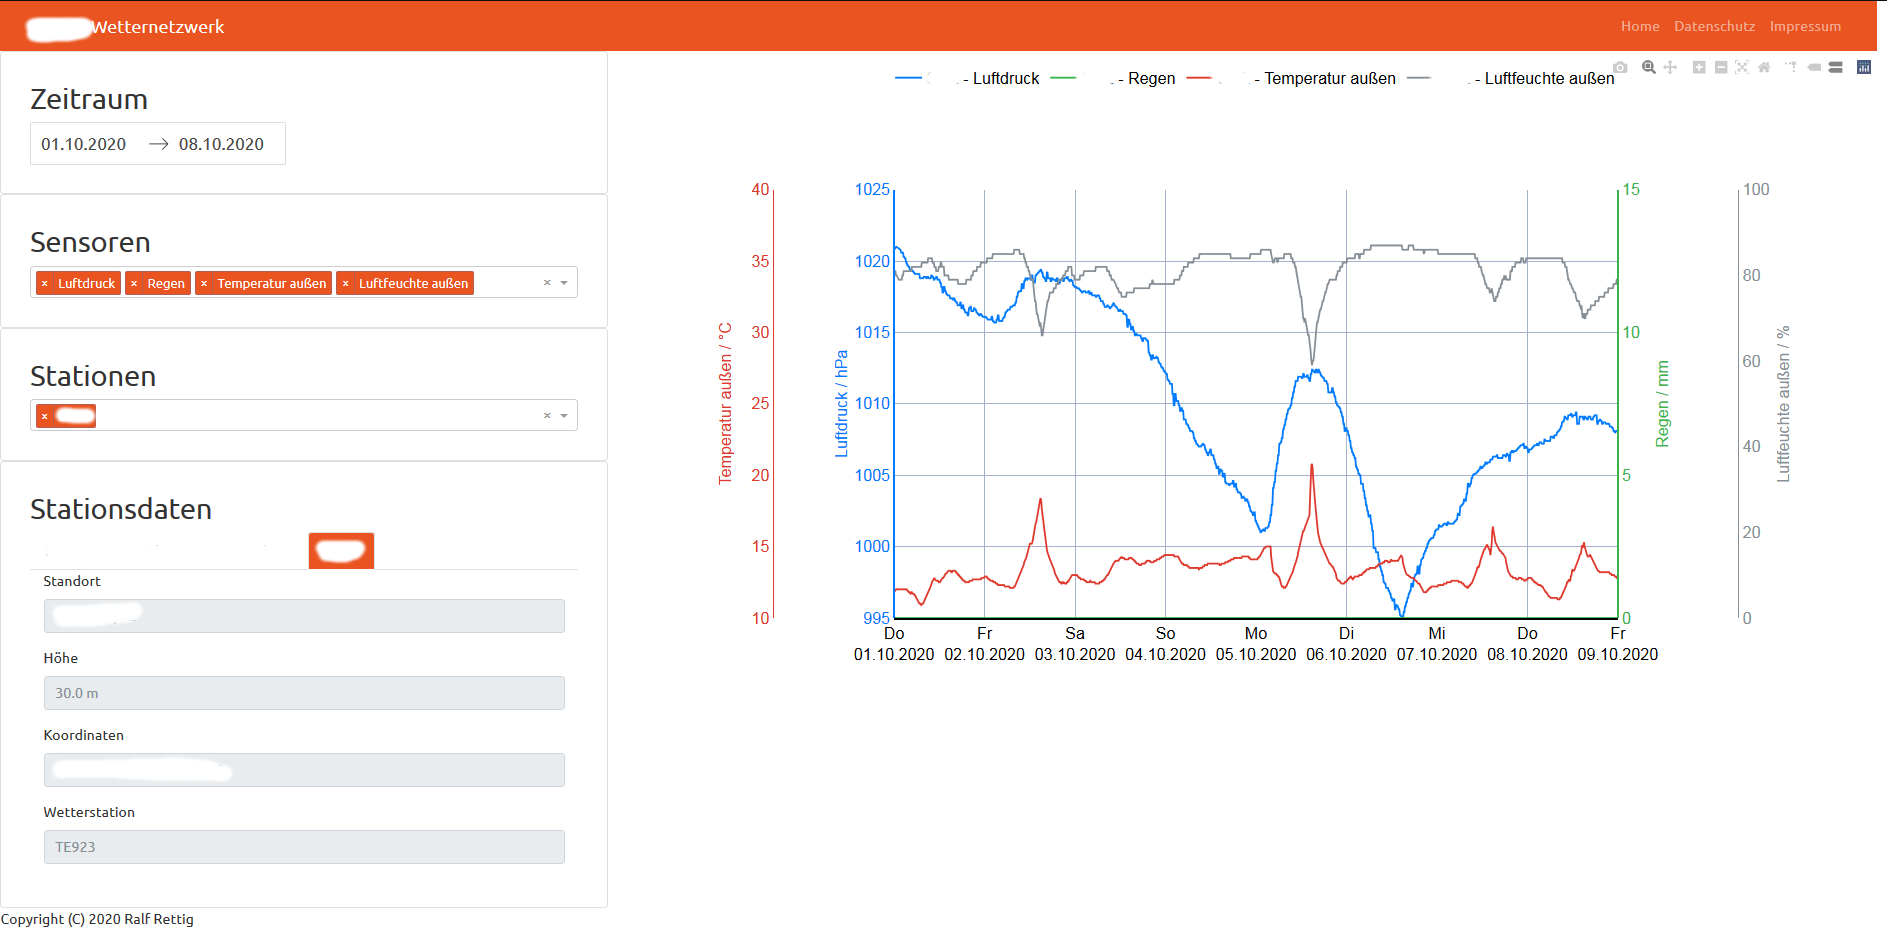 Wetternetzwerk
Home Datenschutz Impressum
Zeitraum
01.10.2020 → 08.10.2020
Sensoren
× Luftdruck × Regen × Temperatur außen × Luftfeuchte außen ×
Stationen
× ×
Stationsdaten
Standort
Höhe
30.0 m
Koordinaten
Wetterstation
TE923
Copyright (C) 2020 Ralf Rettig
- Luftdruck - Regen - Temperatur außen - Luftfeuchte außen
Temperatur außen / °C
40
35
30
25
20
15
10
Luftdruck / hPa
1025
1020
1015
1010
1005
1000
995
15
10
5
0
Regen / mm
100
80
60
40
20
0
Luftfeuchte außen / %
Do Fr Sa So Mo Di Mi Do Fr
01.10.2020 02.10.2020 03.10.2020 04.10.2020 05.10.2020 06.10.2020 07.10.2020 08.10.2020 09.10.2020